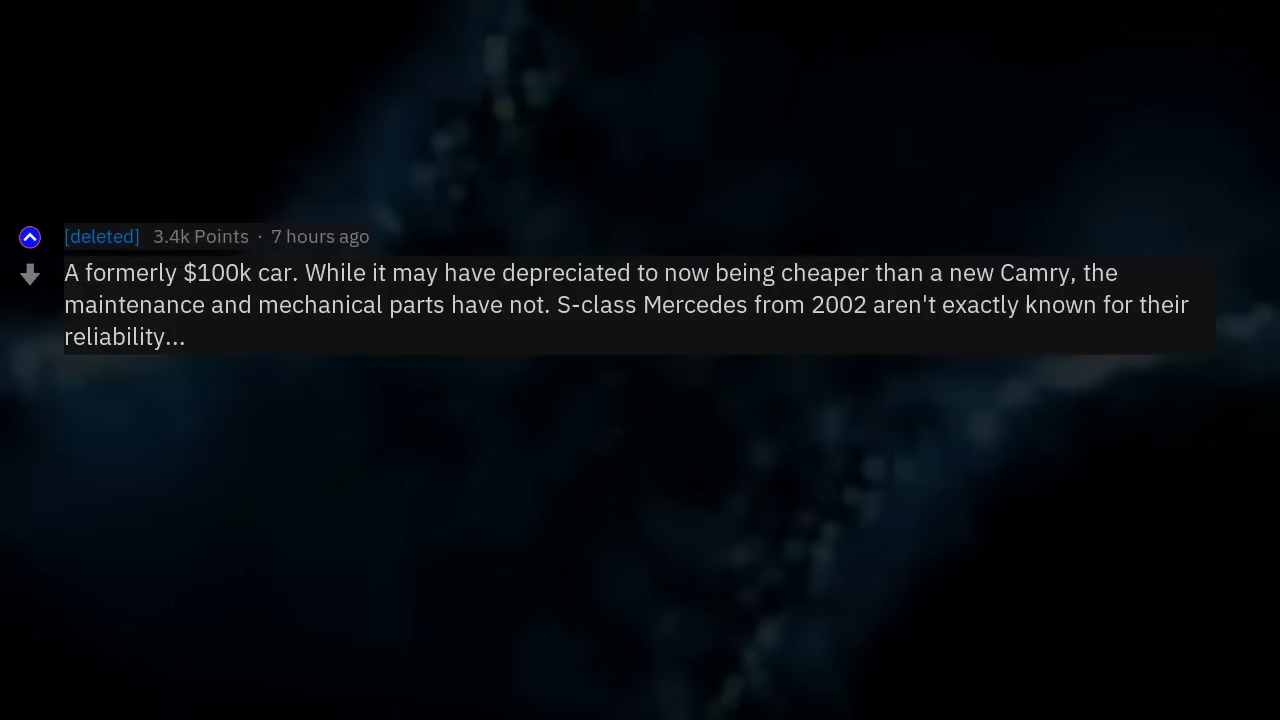 [deleted] 3.4k Points · 7 hours ago
A formerly $100k car. While it may have depreciated to now being cheaper than a new Camry, the
maintenance and mechanical parts have not. S-class Mercedes from 2002 aren't exactly known for their
reliability...